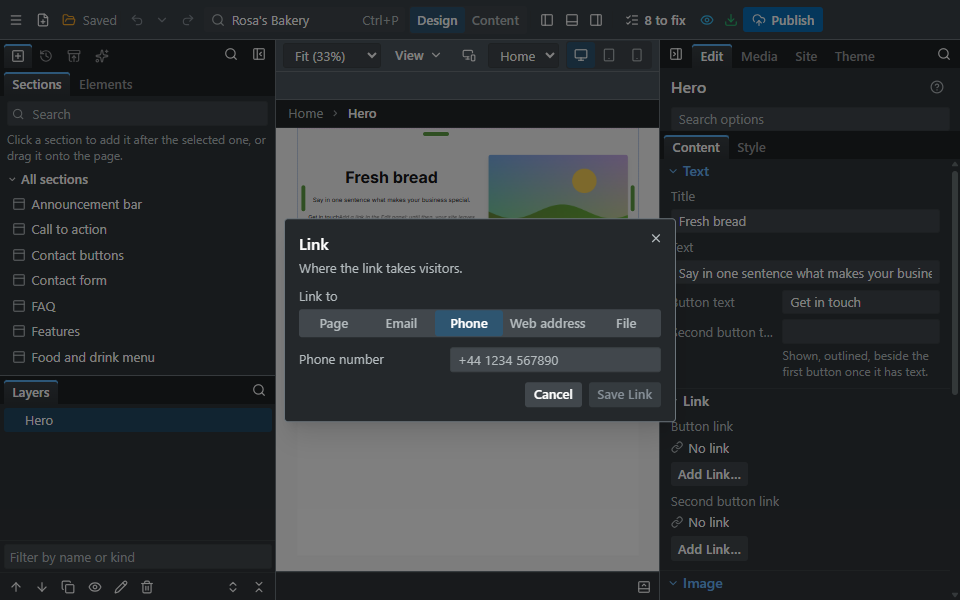 Saved
Rosa's Bakery
Ctrl+P
Design
Content
8 to fix
Publish
Sections
Elements
Search
Click a section to add it after the selected one, or
drag it onto the page.
All sections
Announcement bar
Call to action
Contact buttons
Contact form
FAQ
Features
Food and drink menu
Layers
Hero
Filter by name or kind
Fit (33%)
View
Home
Home › Hero
Fresh bread
Say in one sentence what makes your business special.
Link
Where the link takes visitors.
Link to
Page
Email
Phone
Web address
File
Phone number
+44 1234 567890
Cancel
Save Link
Edit
Media
Site
Theme
Hero
Search options
Content
Style
Text
Title
Fresh bread
Say in one sentence what makes your busine
Button text
Get in touch
Second button t...
Shown, outlined, beside the
first button once it has text.
Link
Button link
No link
Add Link...
Second button link
No link
Add Link...
Image